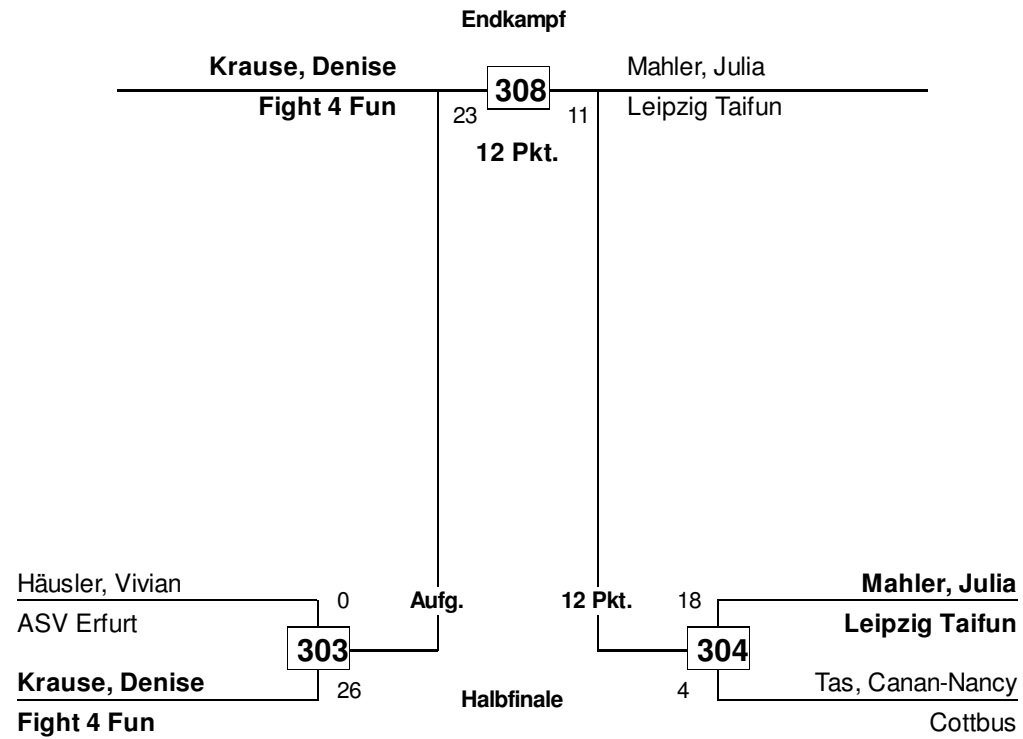 Endkampf
Krause, Denise
308
Mahler, Julia
Fight 4 Fun
23
11
Leipzig Taifun
12 Pkt.
Häusler, Vivian
0
Aufg.
12 Pkt.
18
Mahler, Julia
ASV Erfurt
Leipzig Taifun
303
304
Krause, Denise
26
Halbfinale
4
Tas, Canan-Nancy
Fight 4 Fun
Cottbus